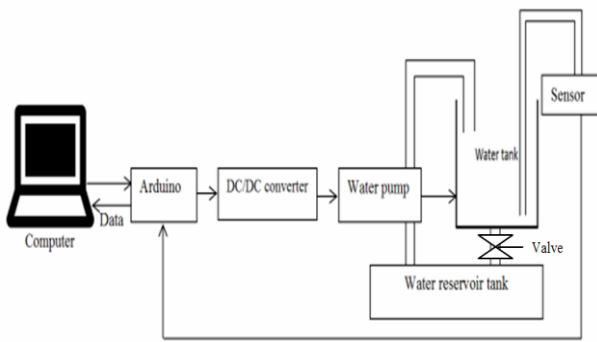 Sensor
Water tank
Arduino
DC/DC converter
Water pump
Data
Computer
Valve
Water reservoir tank